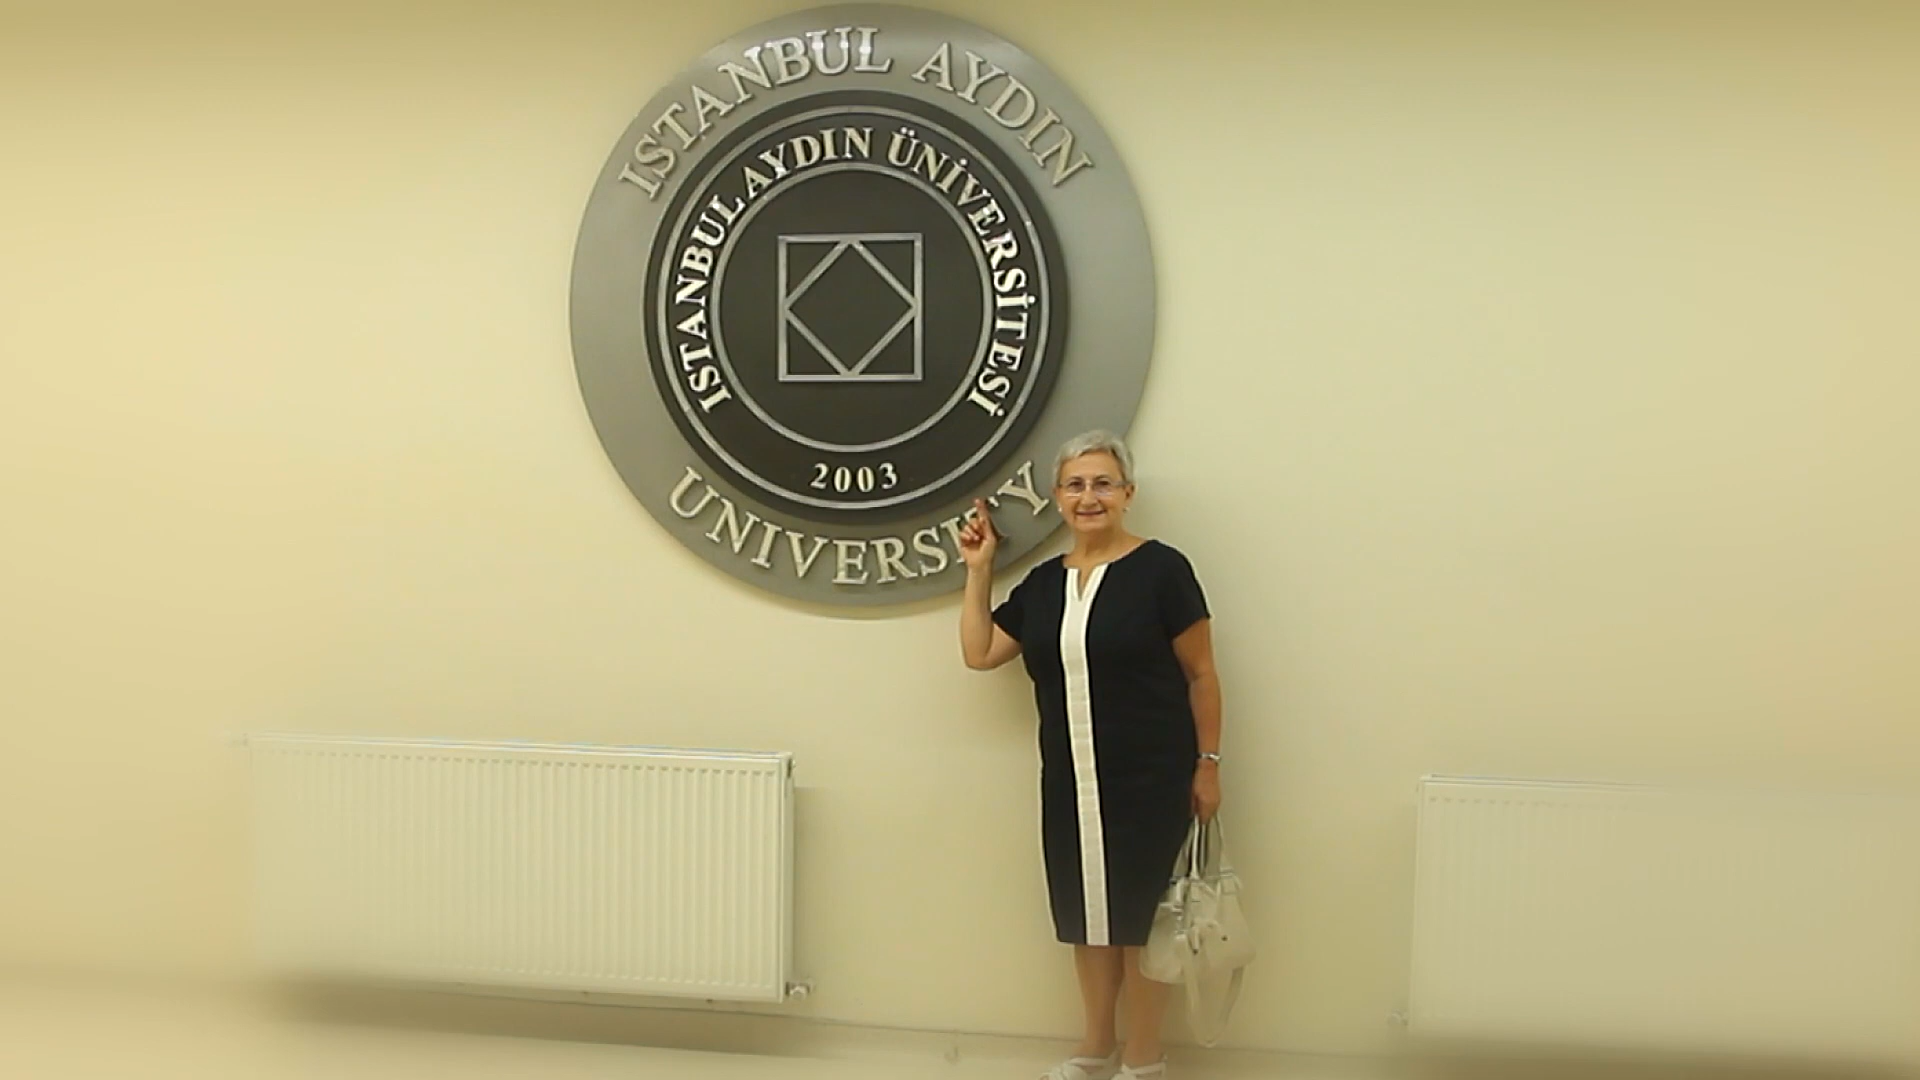 ISTANBUL AYDIN
ISTANBUL AYDIN ÜNİVERSİTESİ
2003
UNIVERSITY